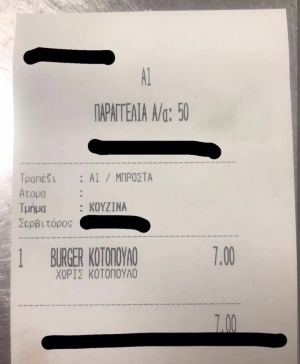 A1
ΠΑΡΑΓΓΕΛΙΑ Α/α: 50
Τραπέζι : A1 / ΜΠΡΟΣΤΑ
Ατομα :
Τμήμα : ΚΟΥΖΙΝΑ
Σερβιτόρος :
1 BURGER ΚΟΤΟΠΟΥΛΟ 7.00
ΧΩΡΙΣ ΚΟΤΟΠΟΥΛΟ
7.00